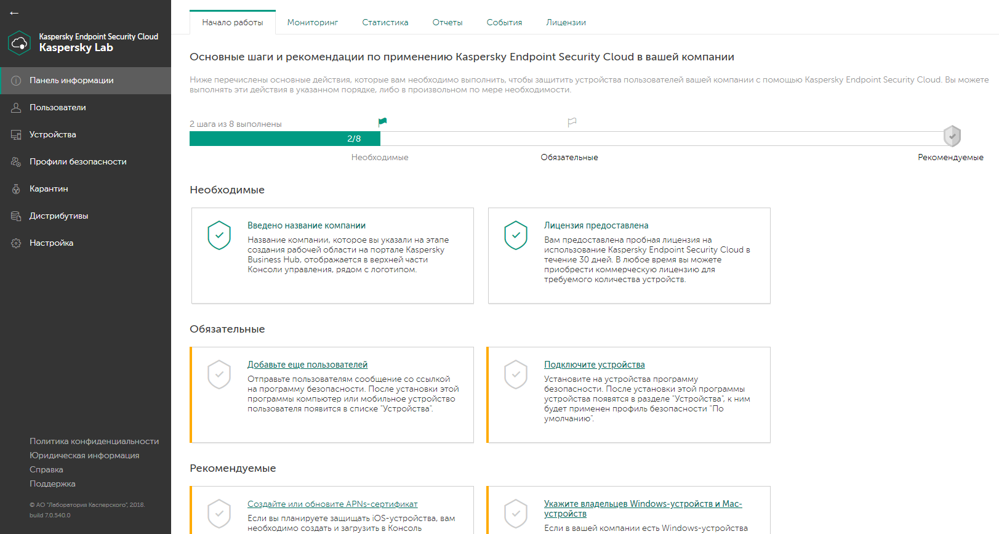 Kaspersky Endpoint Security Cloud
Kaspersky Lab
Панель информации
Пользователи
Устройства
Профили безопасности
Карантин
Дистрибутивы
Настройка
Политика конфиденциальности
Юридическая информация
Справка
Поддержка
© АО "Лаборатория Касперского", 2018.
build 7.0.540.0
Начало работы Мониторинг Статистика Отчеты События Лицензии
Основные шаги и рекомендации по применению Kaspersky Endpoint Security Cloud в вашей компании
Ниже перечислены основные действия, которые вам необходимо выполнить, чтобы защитить устройства пользователей вашей компании с помощью Kaspersky Endpoint Security Cloud. Вы можете
выполнять эти действия в указанном порядке, либо в произвольном по мере необходимости.
2 шага из 8 выполнены
2/8
Необходимые Обязательные Рекомендуемые
Необходимые
Введено название компании
Название компании, которое вы указали на этапе
создания рабочей области на портале Kaspersky
Business Hub, отображается в верхней части
Консоли управления, рядом с логотипом.
Лицензия предоставлена
Вам предоставлена пробная лицензия на
использование Kaspersky Endpoint Security Cloud в
течение 30 дней. В любое время вы можете
приобрести коммерческую лицензию для
требуемого количества устройств.
Обязательные
Добавьте еще пользователей
Отправьте пользователям сообщение со ссылкой
на программу безопасности. После установки этой
программы компьютер или мобильное устройство
пользователя появится в списке "Устройства".
Подключите устройства
Установите на устройства программу
безопасности. После установки этой программы
устройства появятся в разделе "Устройства", к ним
будет применен профиль безопасности "По
умолчанию".
Рекомендуемые
Создайте или обновите APNs-сертификат
Если вы планируете защищать iOS-устройства, вам
необходимо создать и загрузить в Консоль
Укажите владельцев Windows-устройств и Mac-
устройств
Если в вашей компании есть Windows-устройства